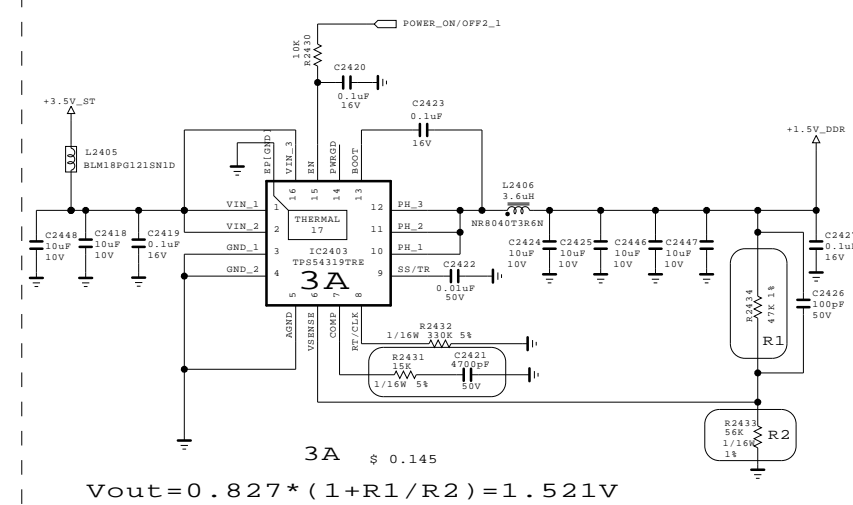 POWER_ON/OFF2_1
10K
R2430
C2420
0.1uF
16V
C2423
0.1uF
16V
+3.5V_ST
L2405
BLM18PG121SN1D
+1.5V_DDR
EP[GND]
VIN_3
EN
PWRGD
BOOT
16
15
14
13
VIN_1
1
VIN_2
2
GND_1
3
GND_2
4
THERMAL
17
IC2403
TPS54319TRE
3A
12
PH_3
11
PH_2
10
PH_1
9
SS/TR
5
6
7
8
AGND
VSENSE
COMP
RT/CLK
C2448
10uF
10V
C2418
10uF
10V
C2419
0.1uF
16V
L2406
3.6uH
NR8040T3R6N
C2422
0.01uF
50V
C2424
10uF
10V
C2425
10uF
10V
C2446
10uF
10V
C2447
10uF
10V
C2427
16V
R2434
47K 1%
R1
C2426
100pF
50V
R2432
1/16W 330K 5%
R2431
15K
1/16W 5%
C2421
4700pF
50V
R2433
56K
1/16W
1%
R2
3A
$ 0.145
Vout=0.827*(1+R1/R2)=1.521V